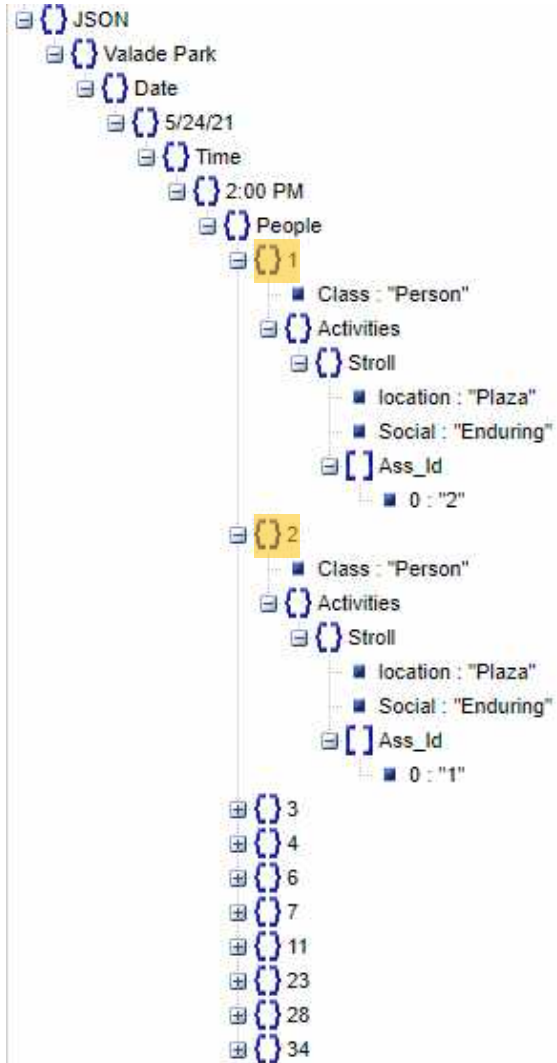 JSON
Valade Park
Date
5/24/21
Time
2:00 PM
People
1
Class : "Person"
Activities
Stroll
location : "Plaza"
Social : "Enduring"
Ass_Id
0 : "2"
2
Class : "Person"
Activities
Stroll
location : "Plaza"
Social : "Enduring"
Ass_Id
0 : "1"
3
4
6
7
11
23
28
34